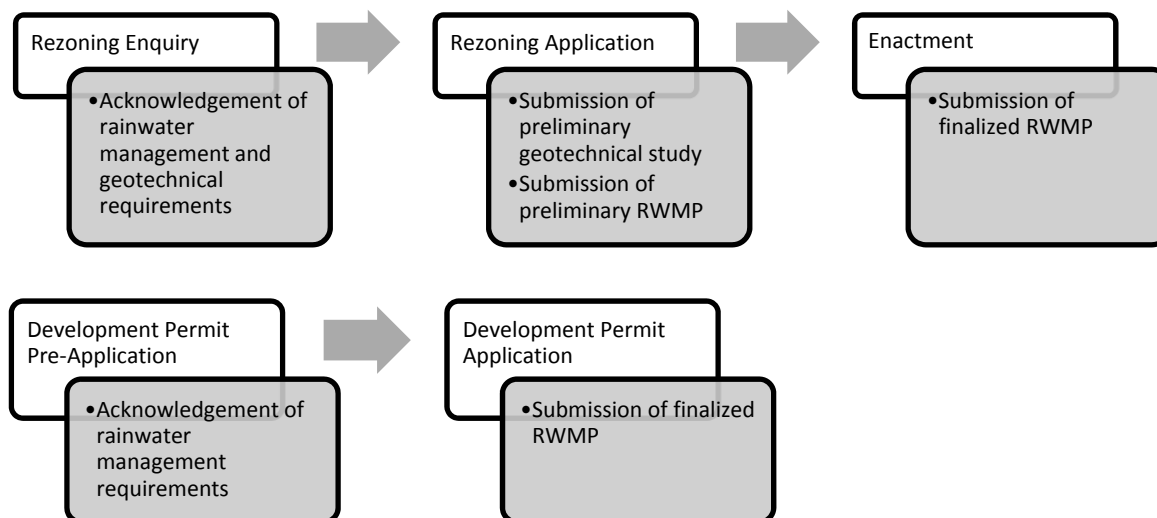 Rezoning Enquiry
•Acknowledgement of
rainwater
management and
geotechnical
requirements
Rezoning Application
•Submission of
preliminary
geotechnical study
•Submission of
preliminary RWMP
Enactment
•Submission of
finalized RWMP
Development Permit
Pre-Application
•Acknowledgement of
rainwater
management
requirements
Development Permit
Application
•Submission of finalized
RWMP